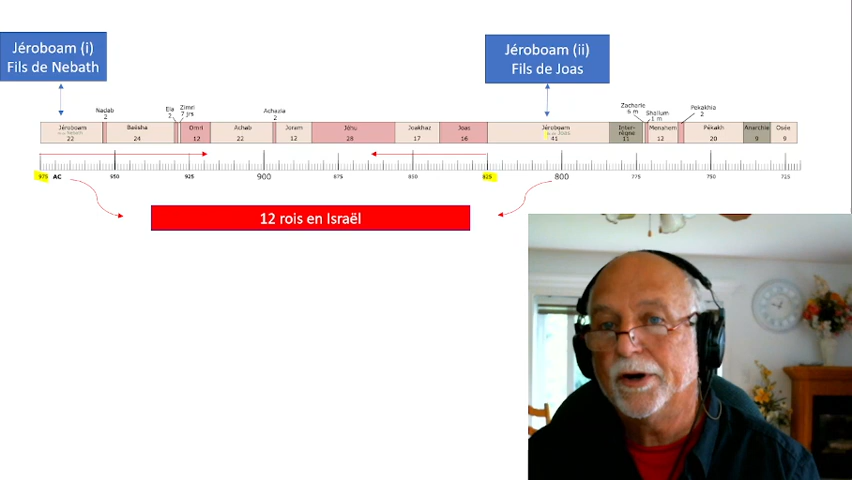 Jéroboam (i)
Fils de Nebath
Jéroboam (ii)
Fils de Joas
Nadab
2
Ela
2
Zimri
7 jrs
Achazia
2
Zacharie
6 m
Shallum
1 m
Pekakhia
2
Jéroboam
22
Baësha
24
Omri
12
Achab
22
Joram
12
Jéhu
28
Joakhaz
17
Joas
16
Jéroboam
41
Inter-
règne
11
Menahem
12
Pékakh
20
Anarchie
9
Osée
9
975 AC 950 925 900 875 850 825 800 775 750 725
12 rois en Israël